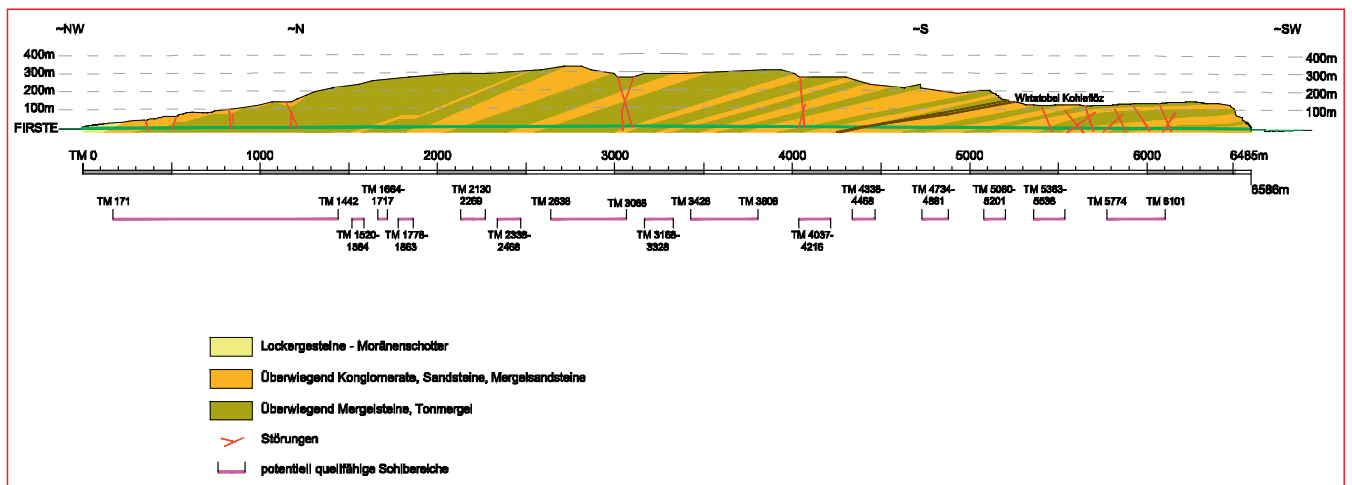 ~NW ~N ~S ~SW
400m 400m
300m 300m
200m 200m
Wirtatobel Kohleflöz
100m 100m
FIRSTE
TM 0 1000 2000 3000 4000 5000 6000 6485m
6586m
TM 171 TM 1442 TM 1664-1717 TM 2130 2269 TM 2636 TM 3066 TM 3428 TM 3806 TM 4338-4468 TM 4734-4881 TM 5080-5201 TM 5363-5536 TM 5774 TM 6101
TM 1520-1584 TM 1778-1863 TM 2338-2468 TM 3168-3328 TM 4037-4216
Lockergesteine - Moränenschotter
Überwiegend Konglomerate, Sandsteine, Mergelsandsteine
Überwiegend Mergelsteine, Tonmergel
Störungen
potentiell quellfähige Sohlbereiche